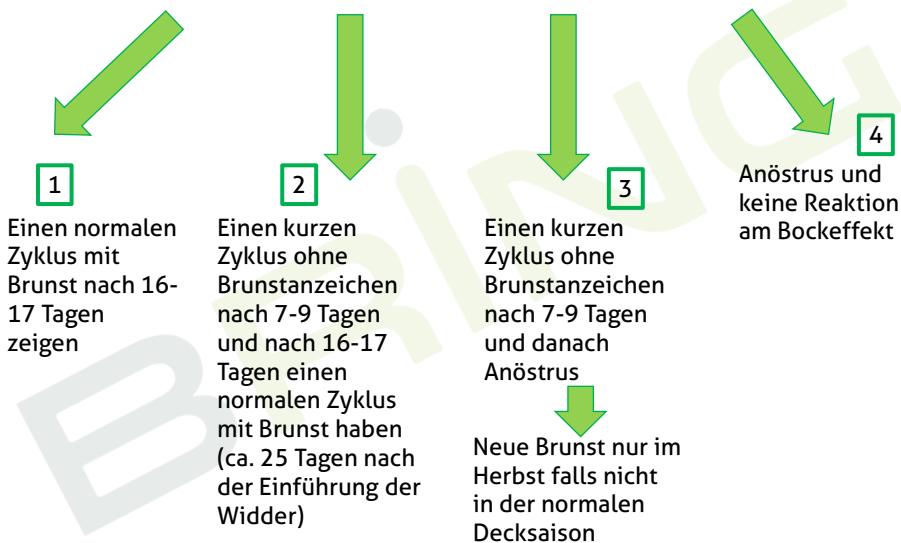 1
Einen normalen
Zyklus mit
Brunst nach 16-
17 Tagen
zeigen
2
Einen kurzen
Zyklus ohne
Brunstanzeichen
nach 7-9 Tagen
und nach 16-17
Tagen einen
normalen Zyklus
mit Brunst haben
(ca. 25 Tagen nach
der Einführung der
Widder)
3
Einen kurzen
Zyklus ohne
Brunstanzeichen
nach 7-9 Tagen
und danach
Anöstrus
Neue Brunst nur im
Herbst falls nicht
in der normalen
Decksaison
4
Anöstrus und
keine Reaktion
am Bockeffekt
BRING